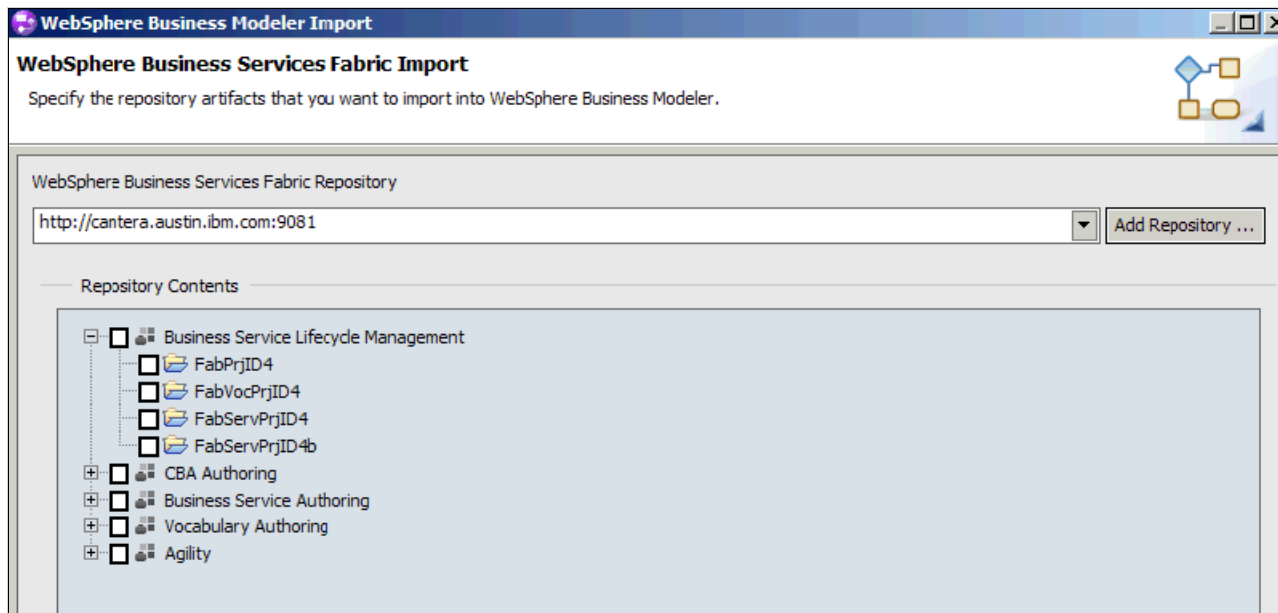 WebSphere Business Modeler Import
WebSphere Business Services Fabric Import
Specify the repository artifacts that you want to import into WebSphere Business Modeler.
WebSphere Business Services Fabric Repository
http://cantera.austin.ibm.com:9081
Add Repository ...
Repository Contents
Business Service Lifecycle Management
FabPrjID4
FabVocPrjID4
FabServPrjID4
FabServPrjID4b
CBA Authoring
Business Service Authoring
Vocabulary Authoring
Agility